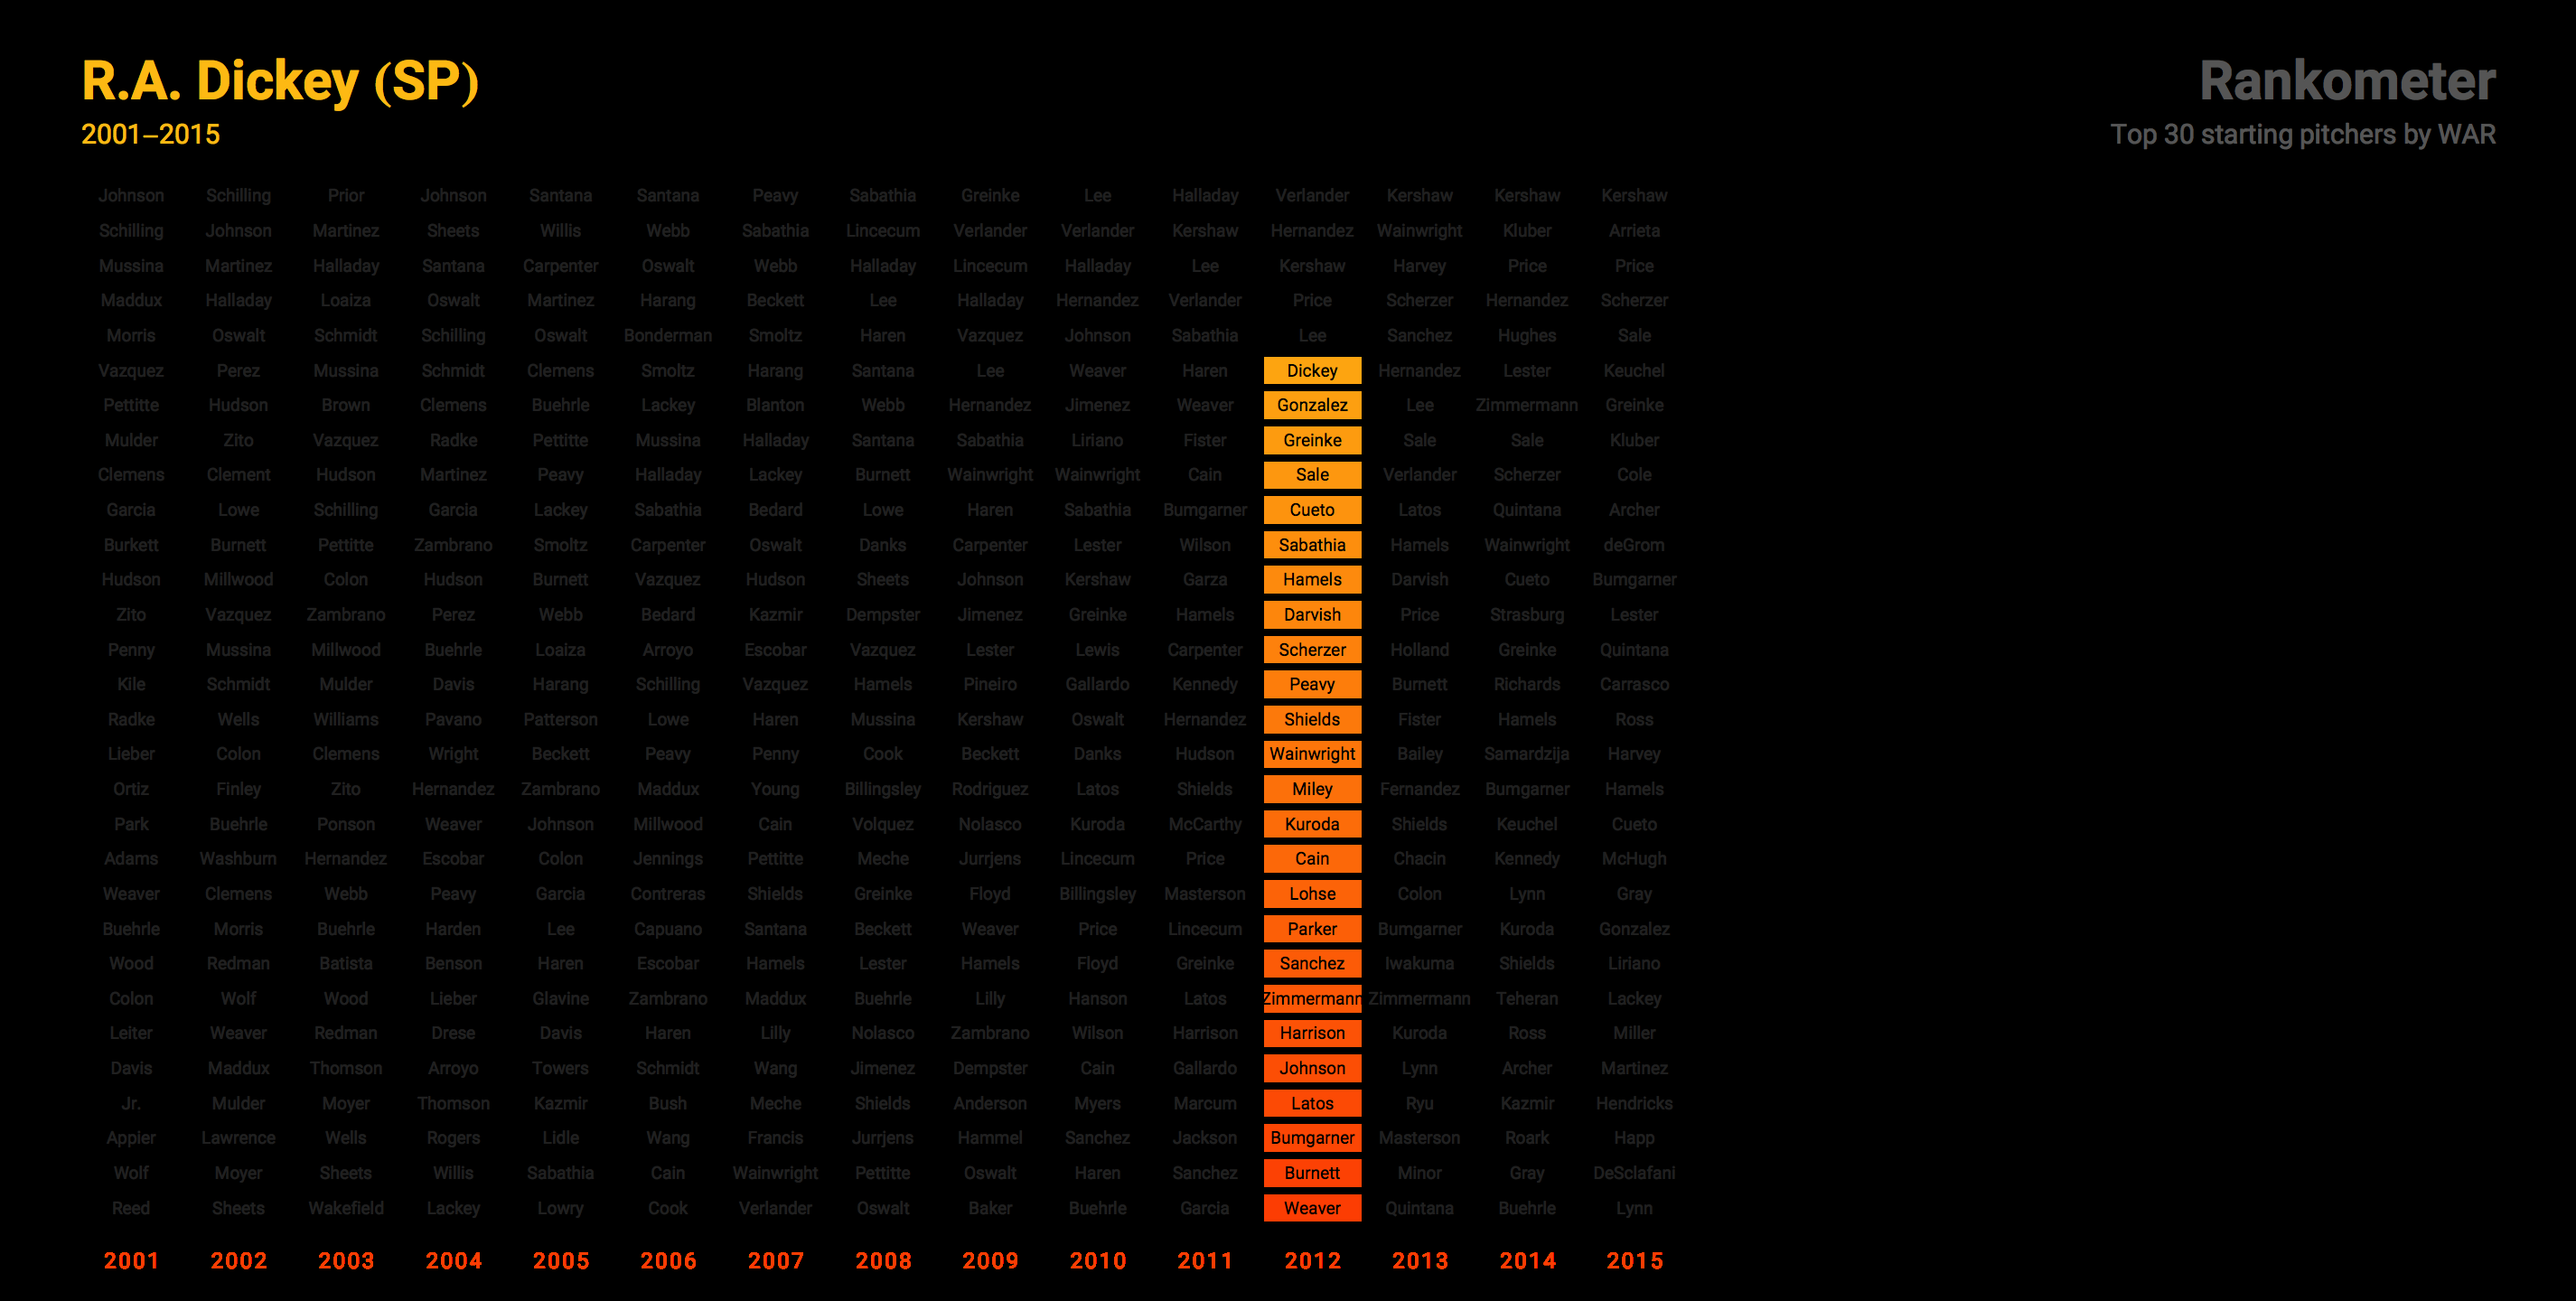 R.A. Dickey (SP)
2001–2015
Rankometer
Top 30 starting pitchers by WAR
Johnson Schilling Prior Johnson Santana Santana Peavy Sabathia Greinke Lee Halladay Verlander Kershaw Kershaw Kershaw
Schilling Johnson Martinez Sheets Willis Webb Sabathia Lincecum Verlander Verlander Kershaw Hernandez Wainwright Kluber Arrieta
Mussina Martinez Halladay Santana Carpenter Oswalt Webb Halladay Lincecum Halladay Lee Kershaw Harvey Price Price
Maddux Halladay Loaiza Oswalt Martinez Harang Beckett Lee Halladay Hernandez Verlander Price Scherzer Hernandez Scherzer
Morris Oswalt Schmidt Schilling Oswalt Bonderman Smoltz Haren Vazquez Johnson Sabathia Lee Sanchez Hughes Sale
Vazquez Perez Mussina Schmidt Clemens Smoltz Harang Santana Lee Weaver Haren Dickey Hernandez Lester Keuchel
Pettitte Hudson Brown Clemens Buehrle Lackey Blanton Webb Hernandez Jimenez Weaver Gonzalez Lee Zimmermann Greinke
Mulder Zito Vazquez Radke Pettitte Mussina Halladay Santana Sabathia Liriano Fister Greinke Sale Sale Kluber
Clemens Clement Hudson Martinez Peavy Halladay Lackey Burnett Wainwright Wainwright Cain Sale Verlander Scherzer Cole
Garcia Lowe Schilling Garcia Lackey Sabathia Bedard Lowe Haren Sabathia Bumgarner Cueto Latos Quintana Archer
Burkett Burnett Pettitte Zambrano Smoltz Carpenter Oswalt Danks Carpenter Lester Wilson Sabathia Hamels Wainwright deGrom
Hudson Millwood Colon Hudson Burnett Vazquez Hudson Sheets Johnson Kershaw Garza Hamels Darvish Cueto Bumgarner
Zito Vazquez Zambrano Perez Webb Bedard Kazmir Dempster Jimenez Greinke Hamels Darvish Price Strasburg Lester
Penny Mussina Millwood Buehrle Loaiza Arroyo Escobar Vazquez Lester Lewis Carpenter Scherzer Holland Greinke Quintana
Kile Schmidt Mulder Davis Harang Schilling Vazquez Hamels Pineiro Gallardo Kennedy Peavy Burnett Richards Carrasco
Radke Wells Williams Pavano Patterson Lowe Haren Mussina Kershaw Oswalt Hernandez Shields Fister Hamels Ross
Lieber Colon Clemens Wright Beckett Peavy Penny Cook Beckett Danks Hudson Wainwright Bailey Samardzija Harvey
Ortiz Finley Zito Hernandez Zambrano Maddux Young Billingsley Rodriguez Latos Shields Miley Fernandez Bumgarner Hamels
Park Buehrle Ponson Weaver Johnson Millwood Cain Volquez Nolasco Kuroda McCarthy Kuroda Shields Keuchel Cueto
Adams Washburn Hernandez Escobar Colon Jennings Pettitte Meche Jurrjens Lincecum Price Cain Chacin Kennedy McHugh
Weaver Clemens Webb Peavy Garcia Contreras Shields Greinke Floyd Billingsley Masterson Lohse Colon Lynn Gray
Buehrle Morris Buehrle Harden Lee Capuano Santana Beckett Weaver Price Lincecum Parker Bumgarner Kuroda Gonzalez
Wood Redman Batista Benson Haren Escobar Hamels Lester Hamels Floyd Greinke Sanchez Iwakuma Shields Liriano
Colon Wolf Wood Lieber Glavine Zambrano Maddux Buehrle Lilly Hanson Latos Zimmermann Zimmermann Teheran Lackey
Leiter Weaver Redman Drese Davis Haren Lilly Nolasco Zambrano Wilson Harrison Harrison Kuroda Ross Miller
Davis Maddux Thomson Arroyo Towers Schmidt Wang Jimenez Dempster Cain Gallardo Johnson Lynn Archer Martinez
Jr. Mulder Moyer Thomson Kazmir Bush Meche Shields Anderson Myers Marcum Latos Ryu Kazmir Hendricks
Appier Lawrence Wells Rogers Lidle Wang Francis Jurrjens Hammel Sanchez Jackson Bumgarner Masterson Roark Happ
Wolf Moyer Sheets Willis Sabathia Cain Wainwright Pettitte Oswalt Haren Sanchez Burnett Minor Gray DeSclafani
Reed Sheets Wakefield Lackey Lowry Cook Verlander Oswalt Baker Buehrle Garcia Weaver Quintana Buehrle Lynn
2001 2002 2003 2004 2005 2006 2007 2008 2009 2010 2011 2012 2013 2014 2015